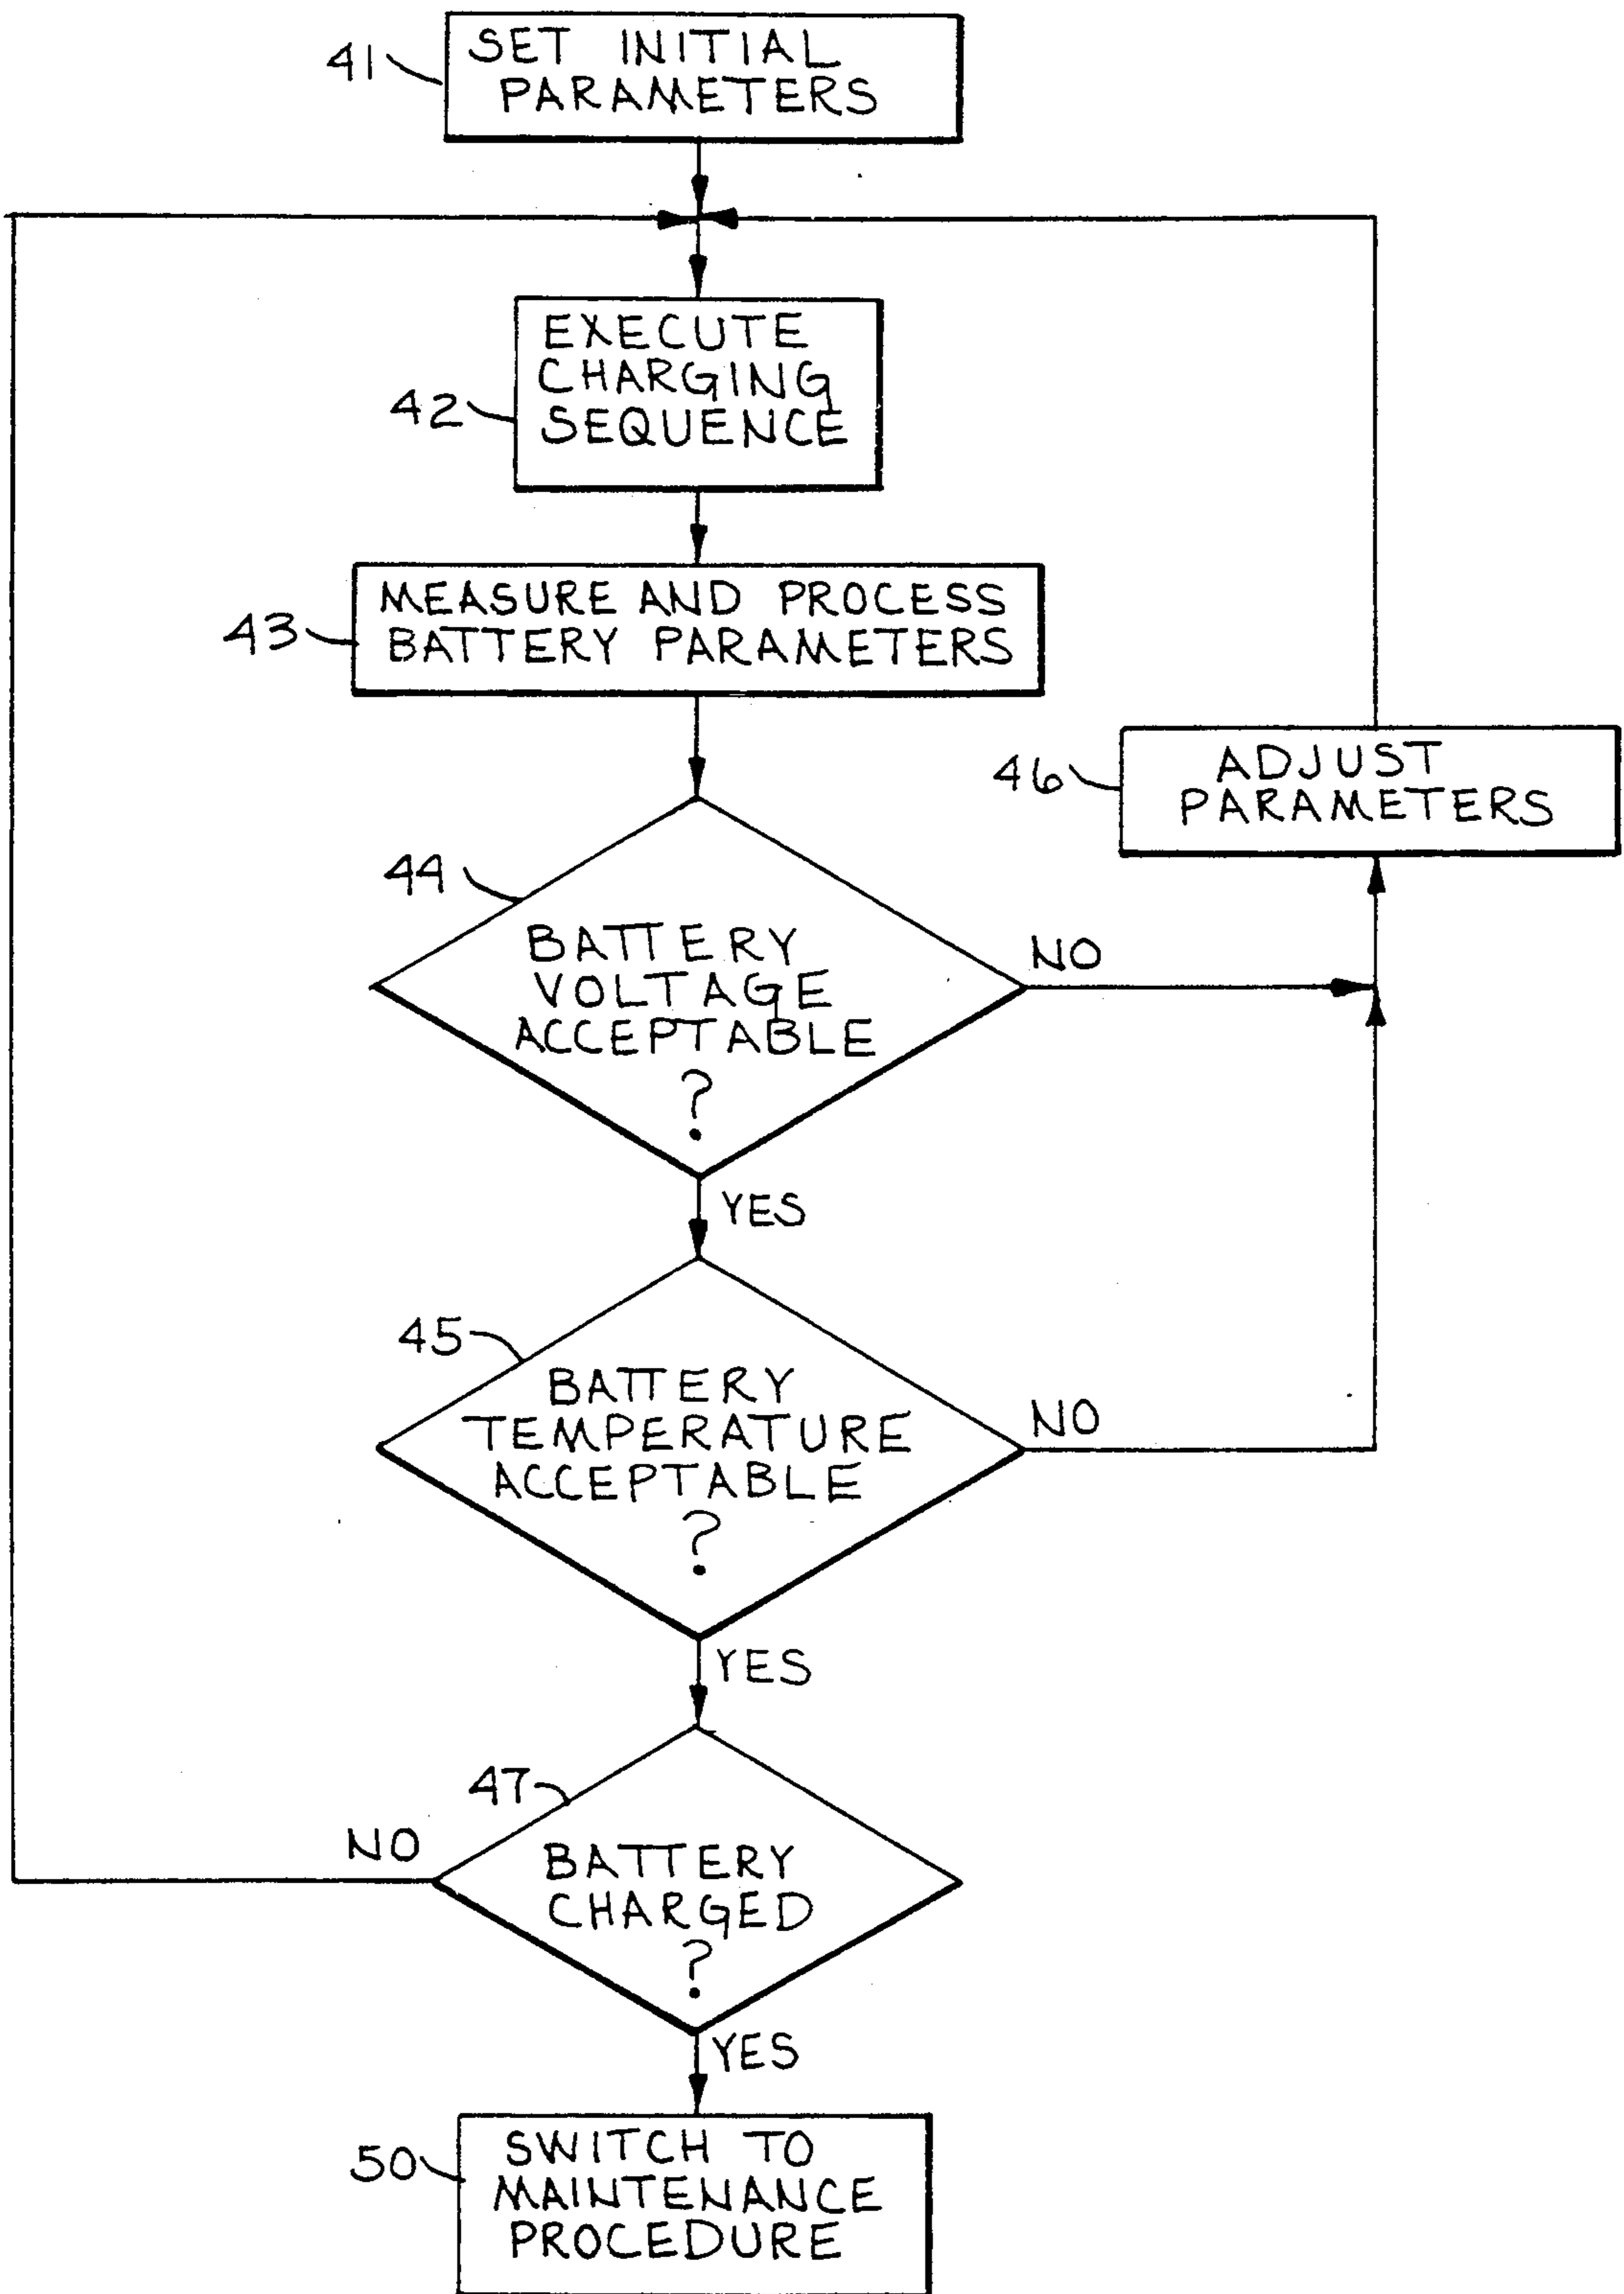 41
SET INITIAL
PARAMETERS
42
EXECUTE
CHARGING
SEQUENCE
43
MEASURE AND PROCESS
BATTERY PARAMETERS
46
ADJUST
PARAMETERS
44
BATTERY
VOLTAGE
ACCEPTABLE
?
NO
YES
45
BATTERY
TEMPERATURE
ACCEPTABLE
?
NO
YES
47
NO
BATTERY
CHARGED
?
YES
50
SWITCH TO
MAINTENANCE
PROCEDURE